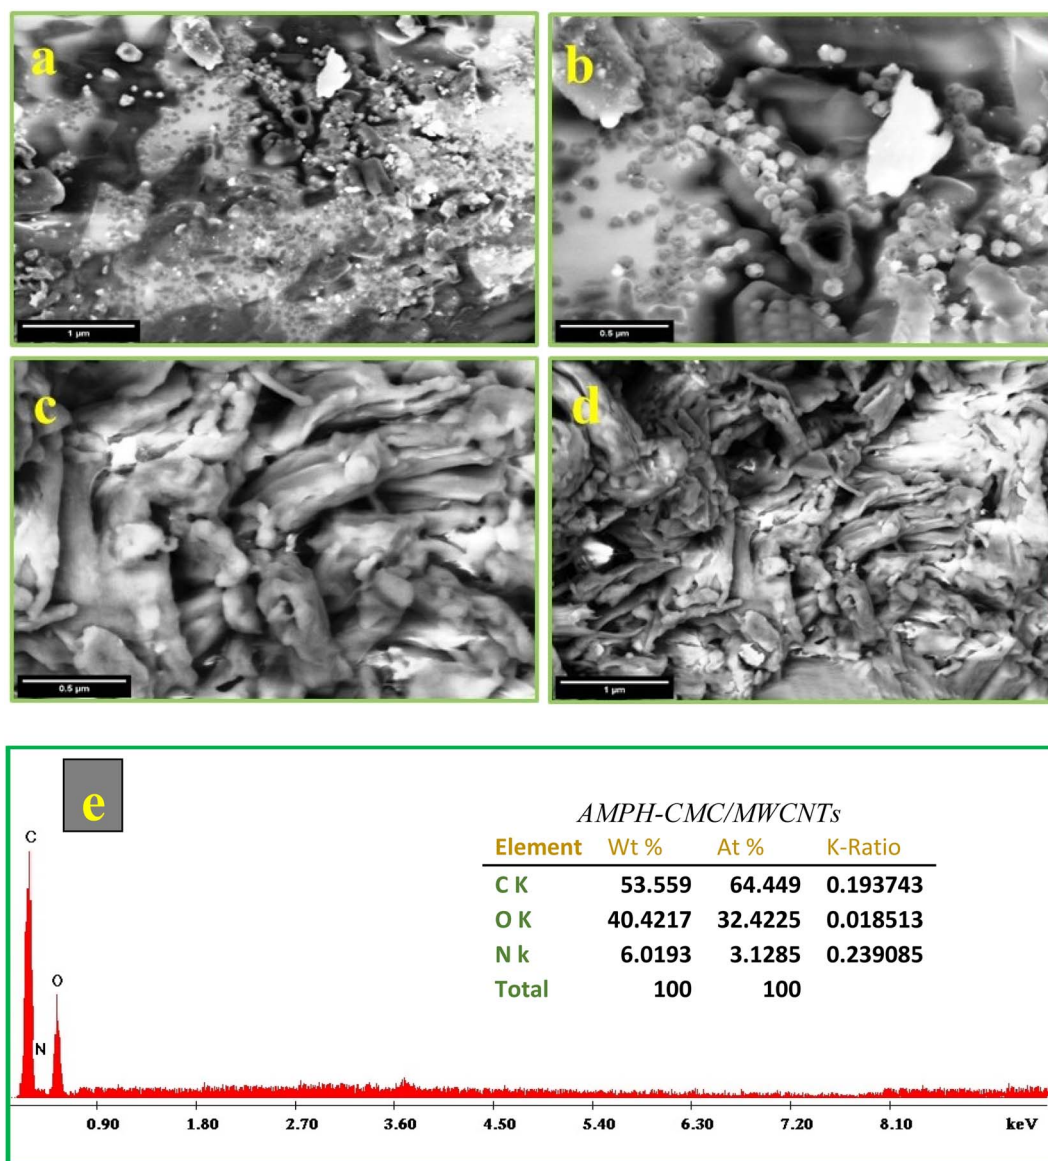 a
b
1 µm
0.5 µm
c
d
0.5 µm
1 µm
e
AMPH-CMC/MWCNTs
Element Wt % At % K-Ratio
C K 53.559 64.449 0.193743
O K 40.4217 32.4225 0.018513
N k 6.0193 3.1285 0.239085
Total 100 100
C
O
N
0.90 1.80 2.70 3.60 4.50 5.40 6.30 7.20 8.10 keV